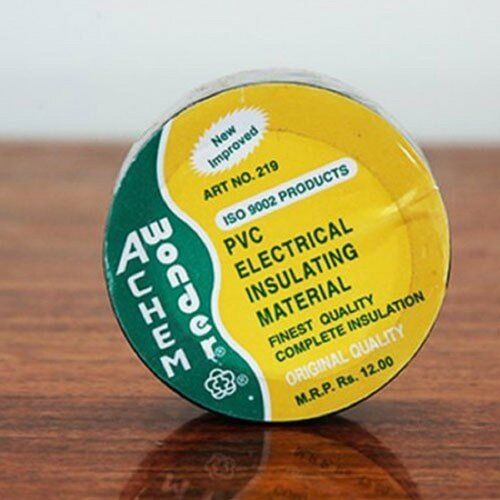 New
Improved
ART NO. 219
ISO 9002 PRODUCTS
PVC
ELECTRICAL
INSULATING
MATERIAL
FINEST QUALITY
COMPLETE INSULATION
ORIGINAL QUALITY
M.R.P. Rs. 12.00
Wonder®
ACHEM®